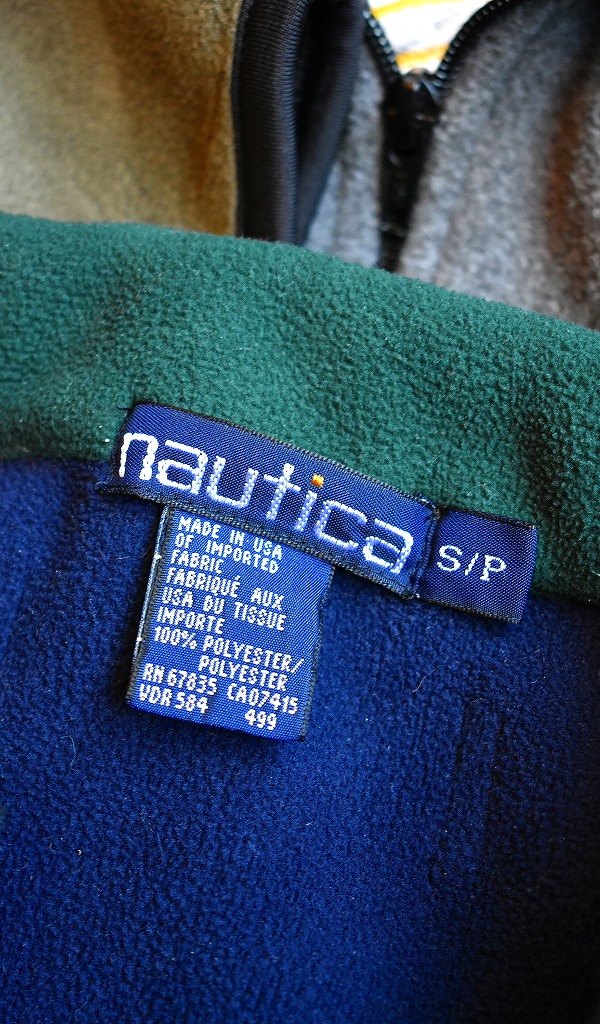 nautica
S/P
MADE IN USA
OF IMPORTED
FABRIC
FABRIQUÉ AUX
USA DU TISSUE
IMPORTE
100% POLYESTER/
POLYESTER
RN 67835 CA07415
VDR 584 499